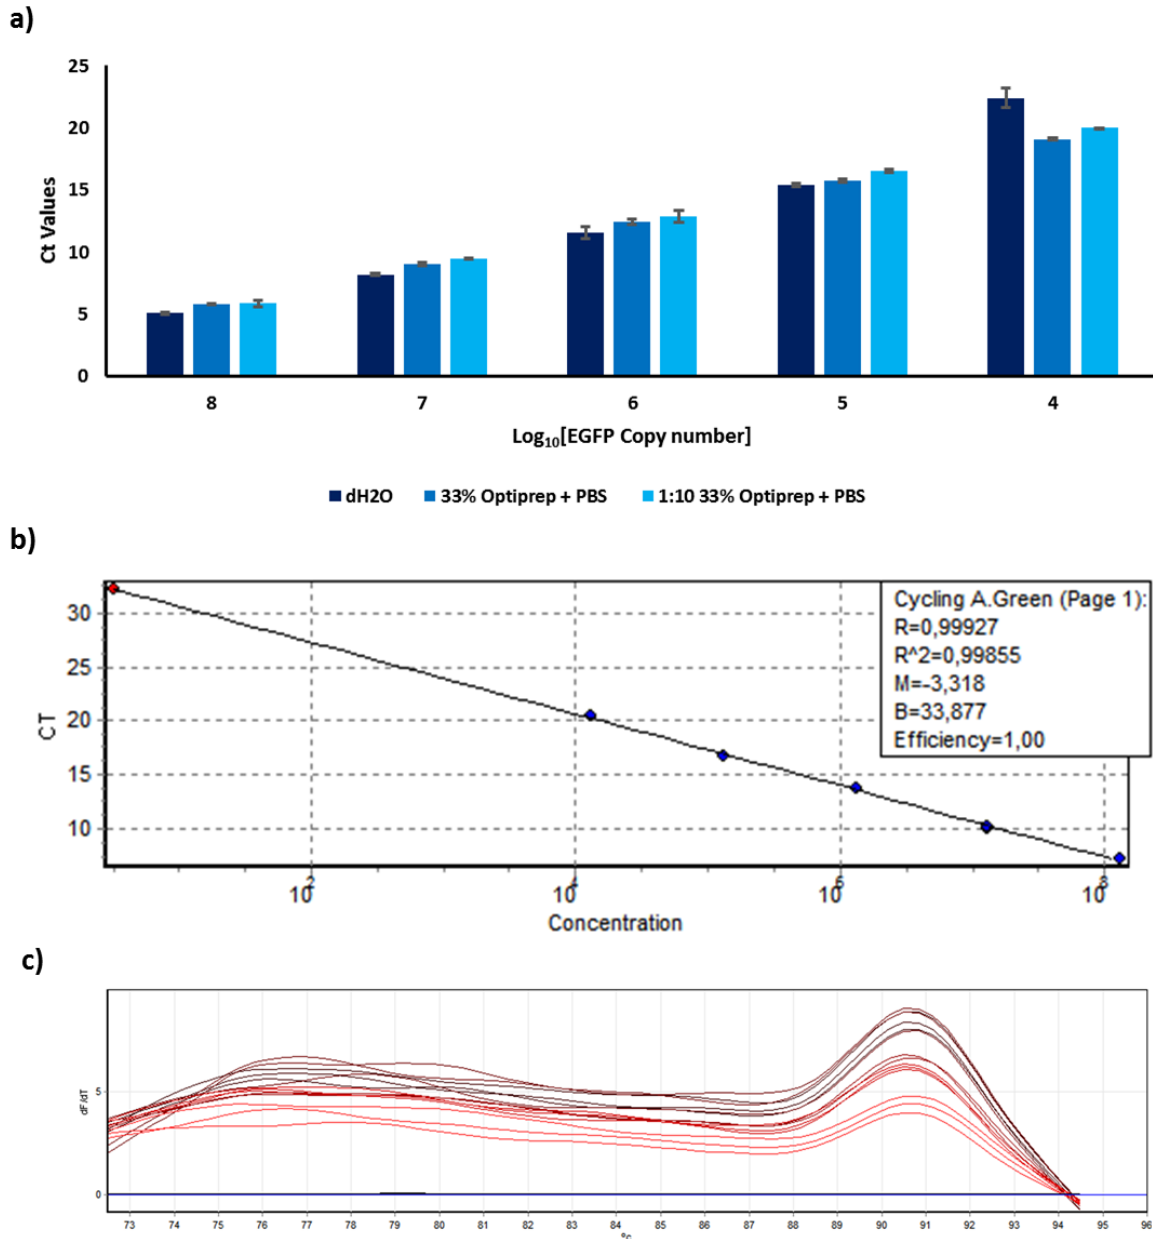 a)
25
20
15
10
5
0
Ct Values
8 7 6 5 4
Log10[EGFP Copy number]
dH2O 33% Optiprep + PBS 1:10 33% Optiprep + PBS
b)
30
25
20
15
10
CT
Cycling A.Green (Page 1):
R=0,99927
R^2=0,99855
M=-3,318
B=33,877
Efficiency=1,00
10^2 10^4 10^6 10^8
Concentration
c)
5
0
dF/dT
73 74 75 76 77 78 79 80 81 82 83 84 85 86 87 88 89 90 91 92 93 94 95 96
°C